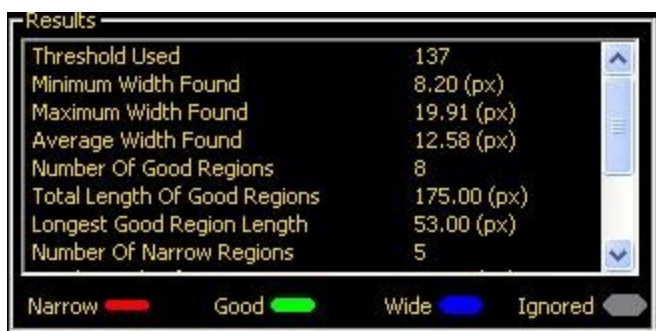 Results
Threshold Used 137
Minimum Width Found 8.20 (px)
Maximum Width Found 19.91 (px)
Average Width Found 12.58 (px)
Number Of Good Regions 8
Total Length Of Good Regions 175.00 (px)
Longest Good Region Length 53.00 (px)
Number Of Narrow Regions 5
Narrow Good Wide Ignored